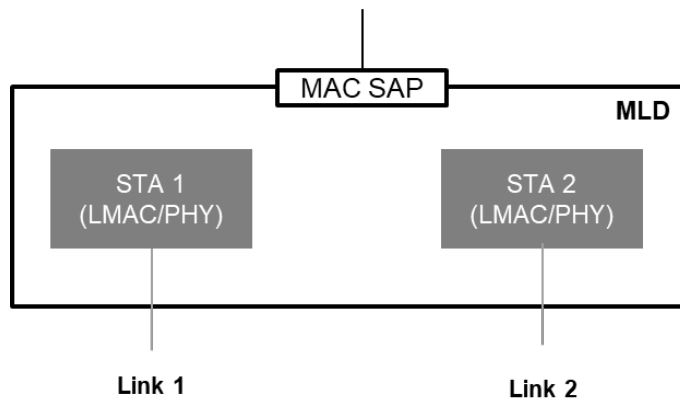 MAC SAP
MLD
STA 1
(LMAC/PHY)
STA 2
(LMAC/PHY)
Link 1
Link 2